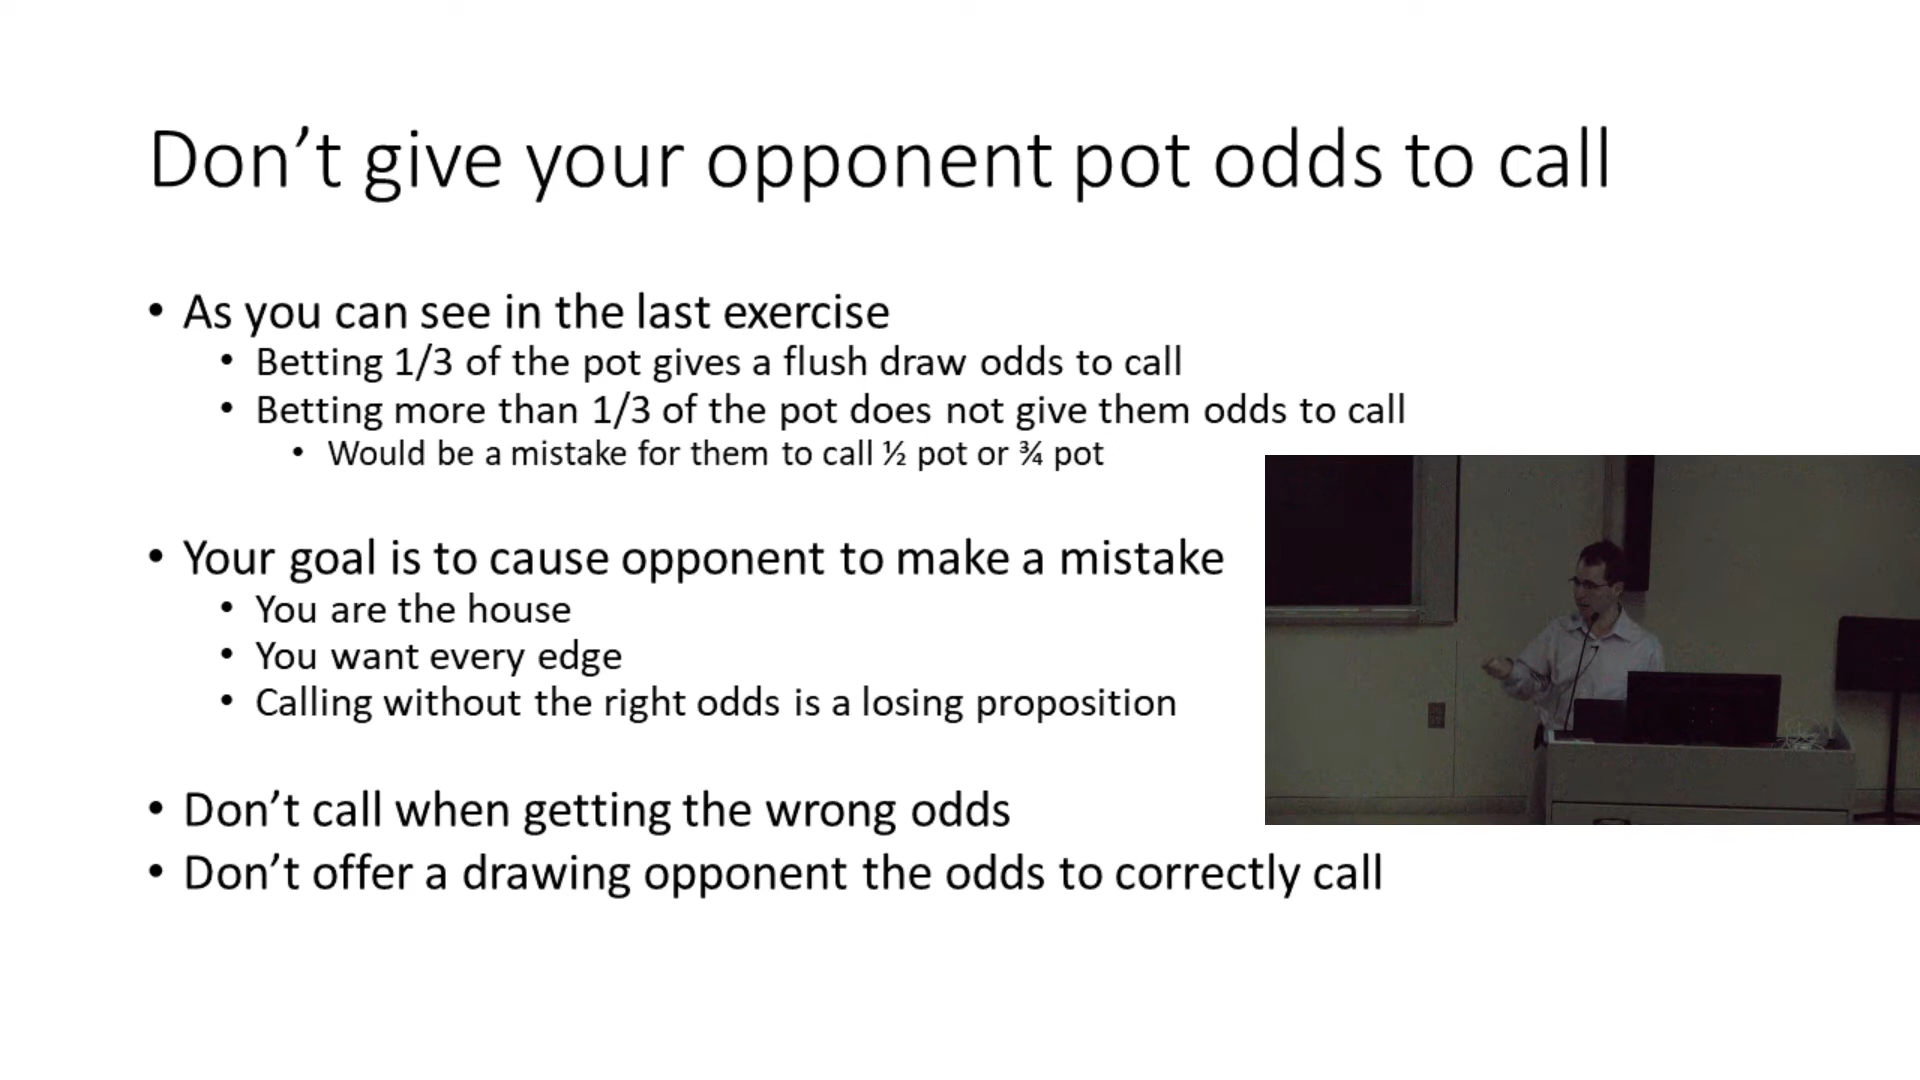 Don’t give your opponent pot odds to call
• As you can see in the last exercise
• Betting 1/3 of the pot gives a flush draw odds to call
• Betting more than 1/3 of the pot does not give them odds to call
• Would be a mistake for them to call ½ pot or ¾ pot
• Your goal is to cause opponent to make a mistake
• You are the house
• You want every edge
• Calling without the right odds is a losing proposition
• Don’t call when getting the wrong odds
• Don’t offer a drawing opponent the odds to correctly call